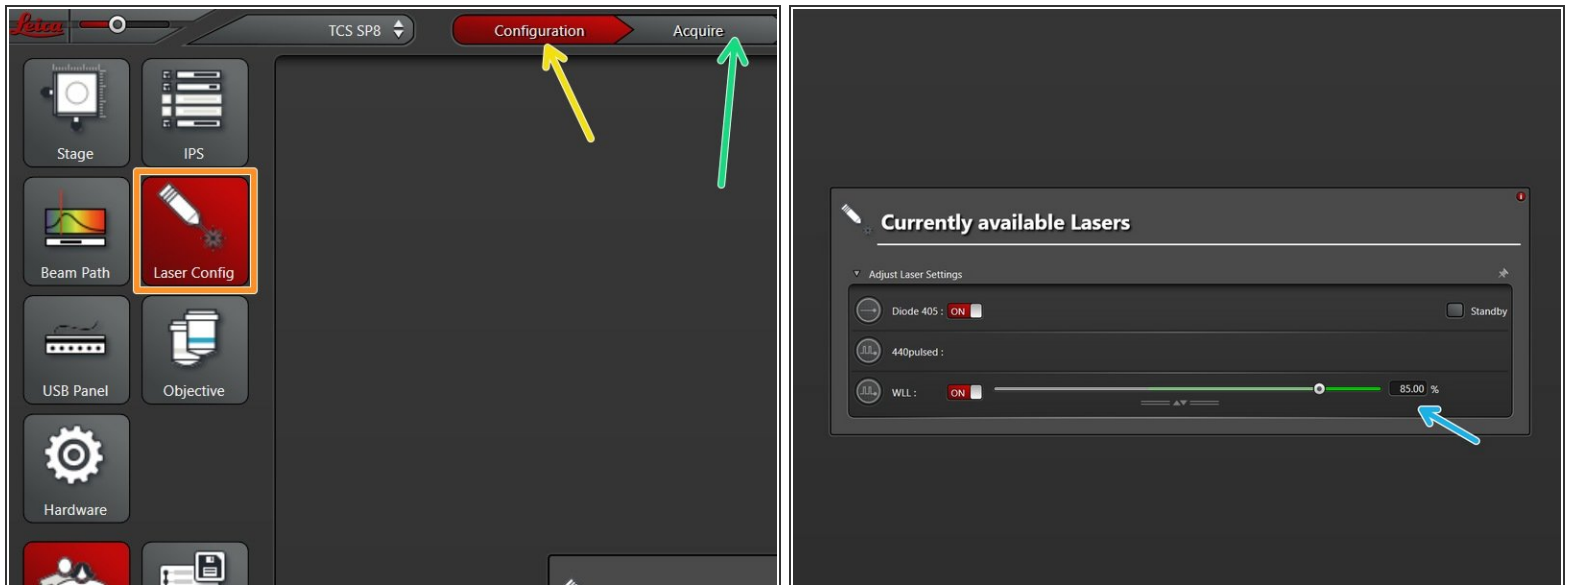 Leica
TCS SP8
Configuration
Acquire
Stage
IPS
Beam Path
Laser Config
USB Panel
Objective
Hardware
Currently available Lasers
Adjust Laser Settings
Diode 405 : ON
Standby
440pulsed :
WLL : ON 85.00 %